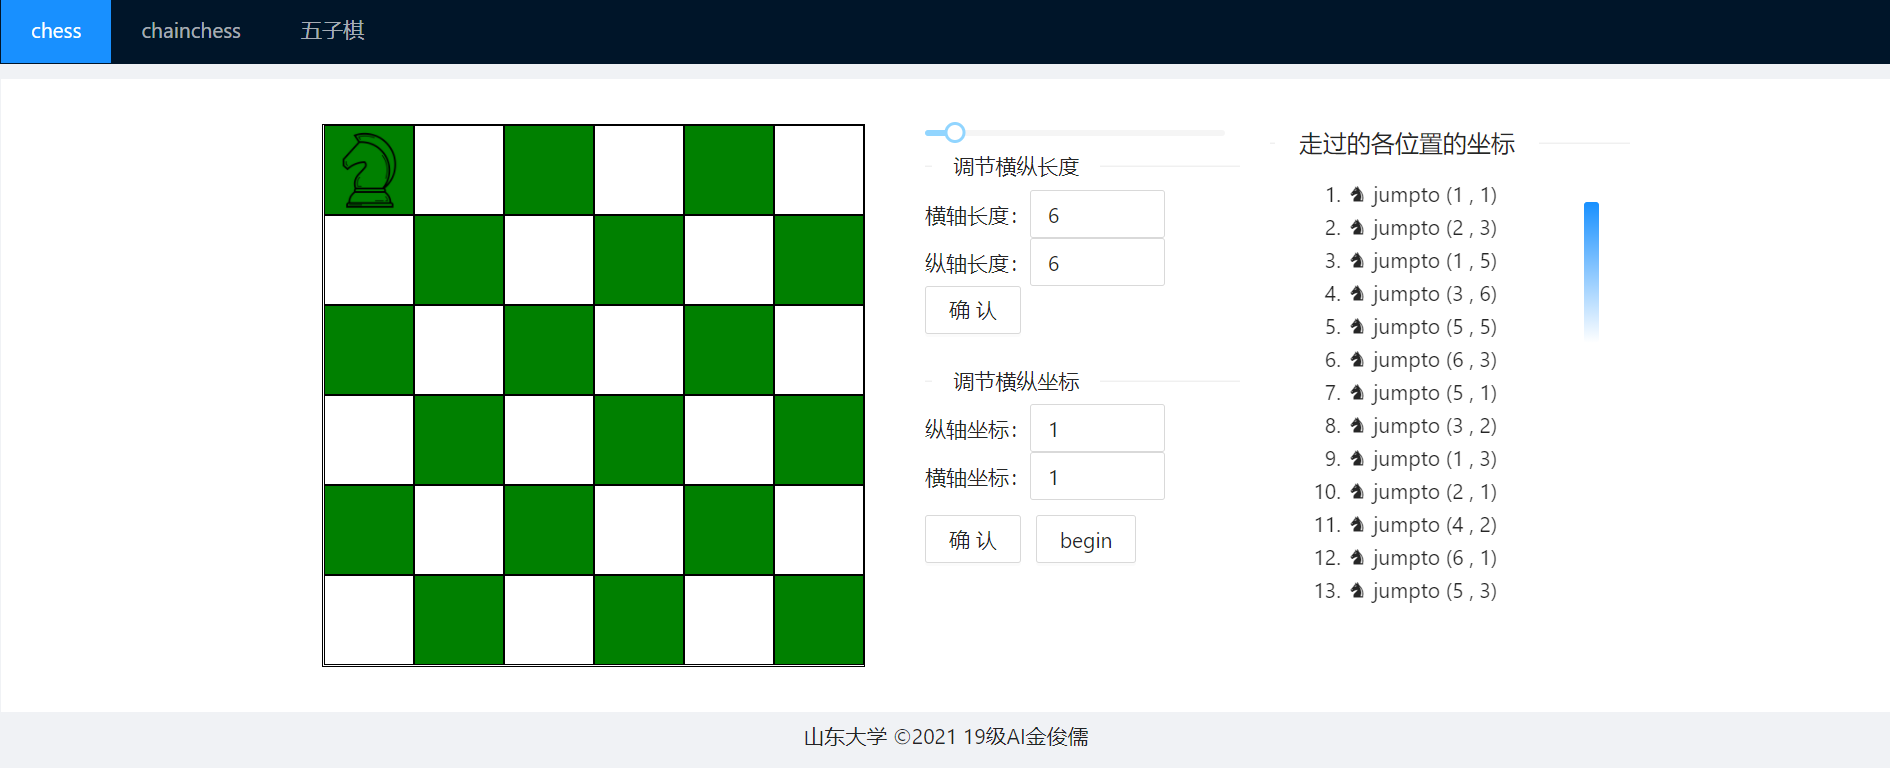 chess chainchess 五子棋
调节横纵长度
横轴长度： 6
纵轴长度： 6
确 认
调节横纵坐标
纵轴坐标： 1
横轴坐标： 1
确 认 begin
走过的各位置的坐标
1. ♞ jumpto (1 , 1)
2. ♞ jumpto (2 , 3)
3. ♞ jumpto (1 , 5)
4. ♞ jumpto (3 , 6)
5. ♞ jumpto (5 , 5)
6. ♞ jumpto (6 , 3)
7. ♞ jumpto (5 , 1)
8. ♞ jumpto (3 , 2)
9. ♞ jumpto (1 , 3)
10. ♞ jumpto (2 , 1)
11. ♞ jumpto (4 , 2)
12. ♞ jumpto (6 , 1)
13. ♞ jumpto (5 , 3)
山东大学 ©2021 19级AI金俊儒